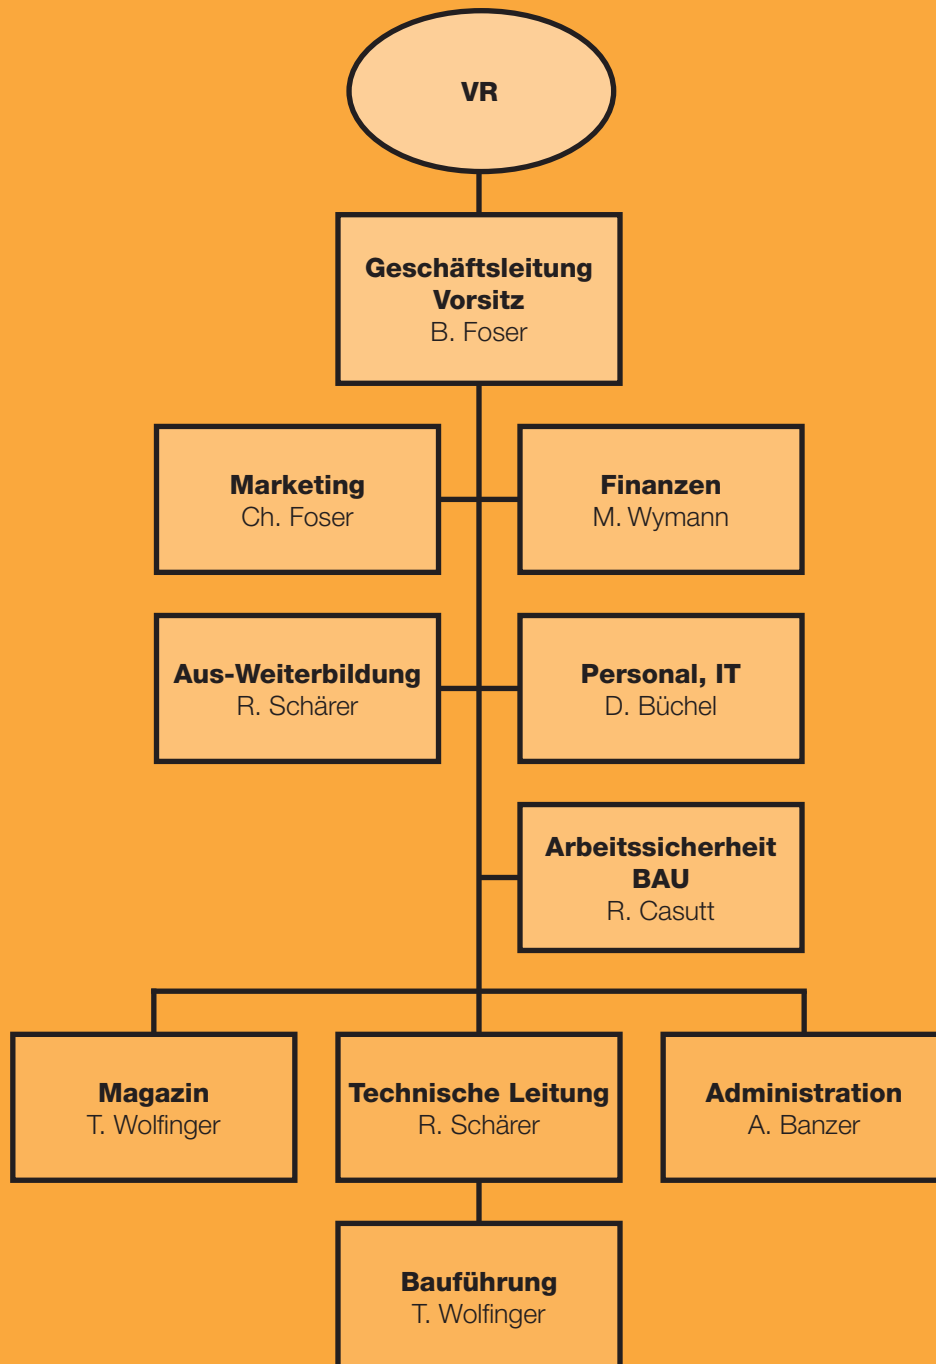 VR
Geschäftsleitung
Vorsitz
B. Foser
Marketing
Ch. Foser
Finanzen
M. Wymann
Aus-Weiterbildung
R. Schärer
Personal, IT
D. Büchel
Arbeitssicherheit
BAU
R. Casutt
Magazin
T. Wolfinger
Technische Leitung
R. Schärer
Administration
A. Banzer
Bauführung
T. Wolfinger